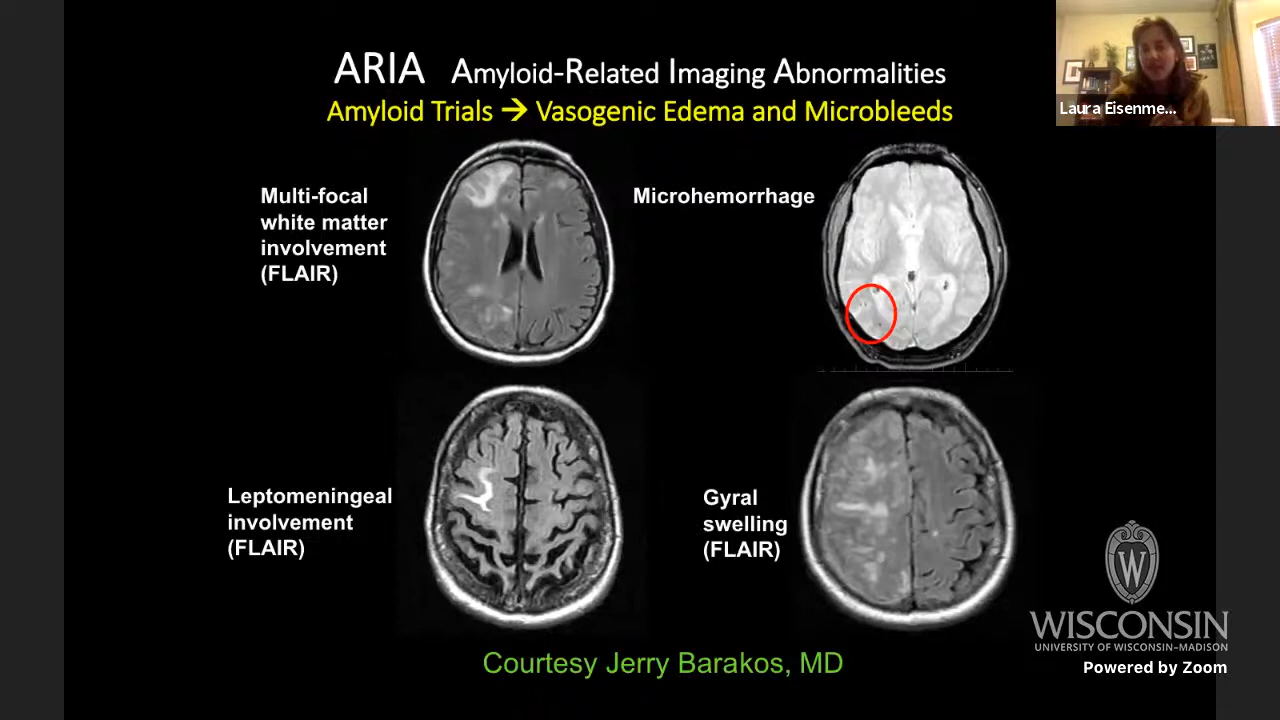 ARIA Amyloid-Related Imaging Abnormalities
Amyloid Trials → Vasogenic Edema and Microbleeds
Laura Eisenme...
Multi-focal
white matter
involvement
(FLAIR)
Microhemorrhage
Leptomeningeal
involvement
(FLAIR)
Gyral
swelling
(FLAIR)
W
WISCONSIN
UNIVERSITY OF WISCONSIN–MADISON
Powered by Zoom
Courtesy Jerry Barakos, MD